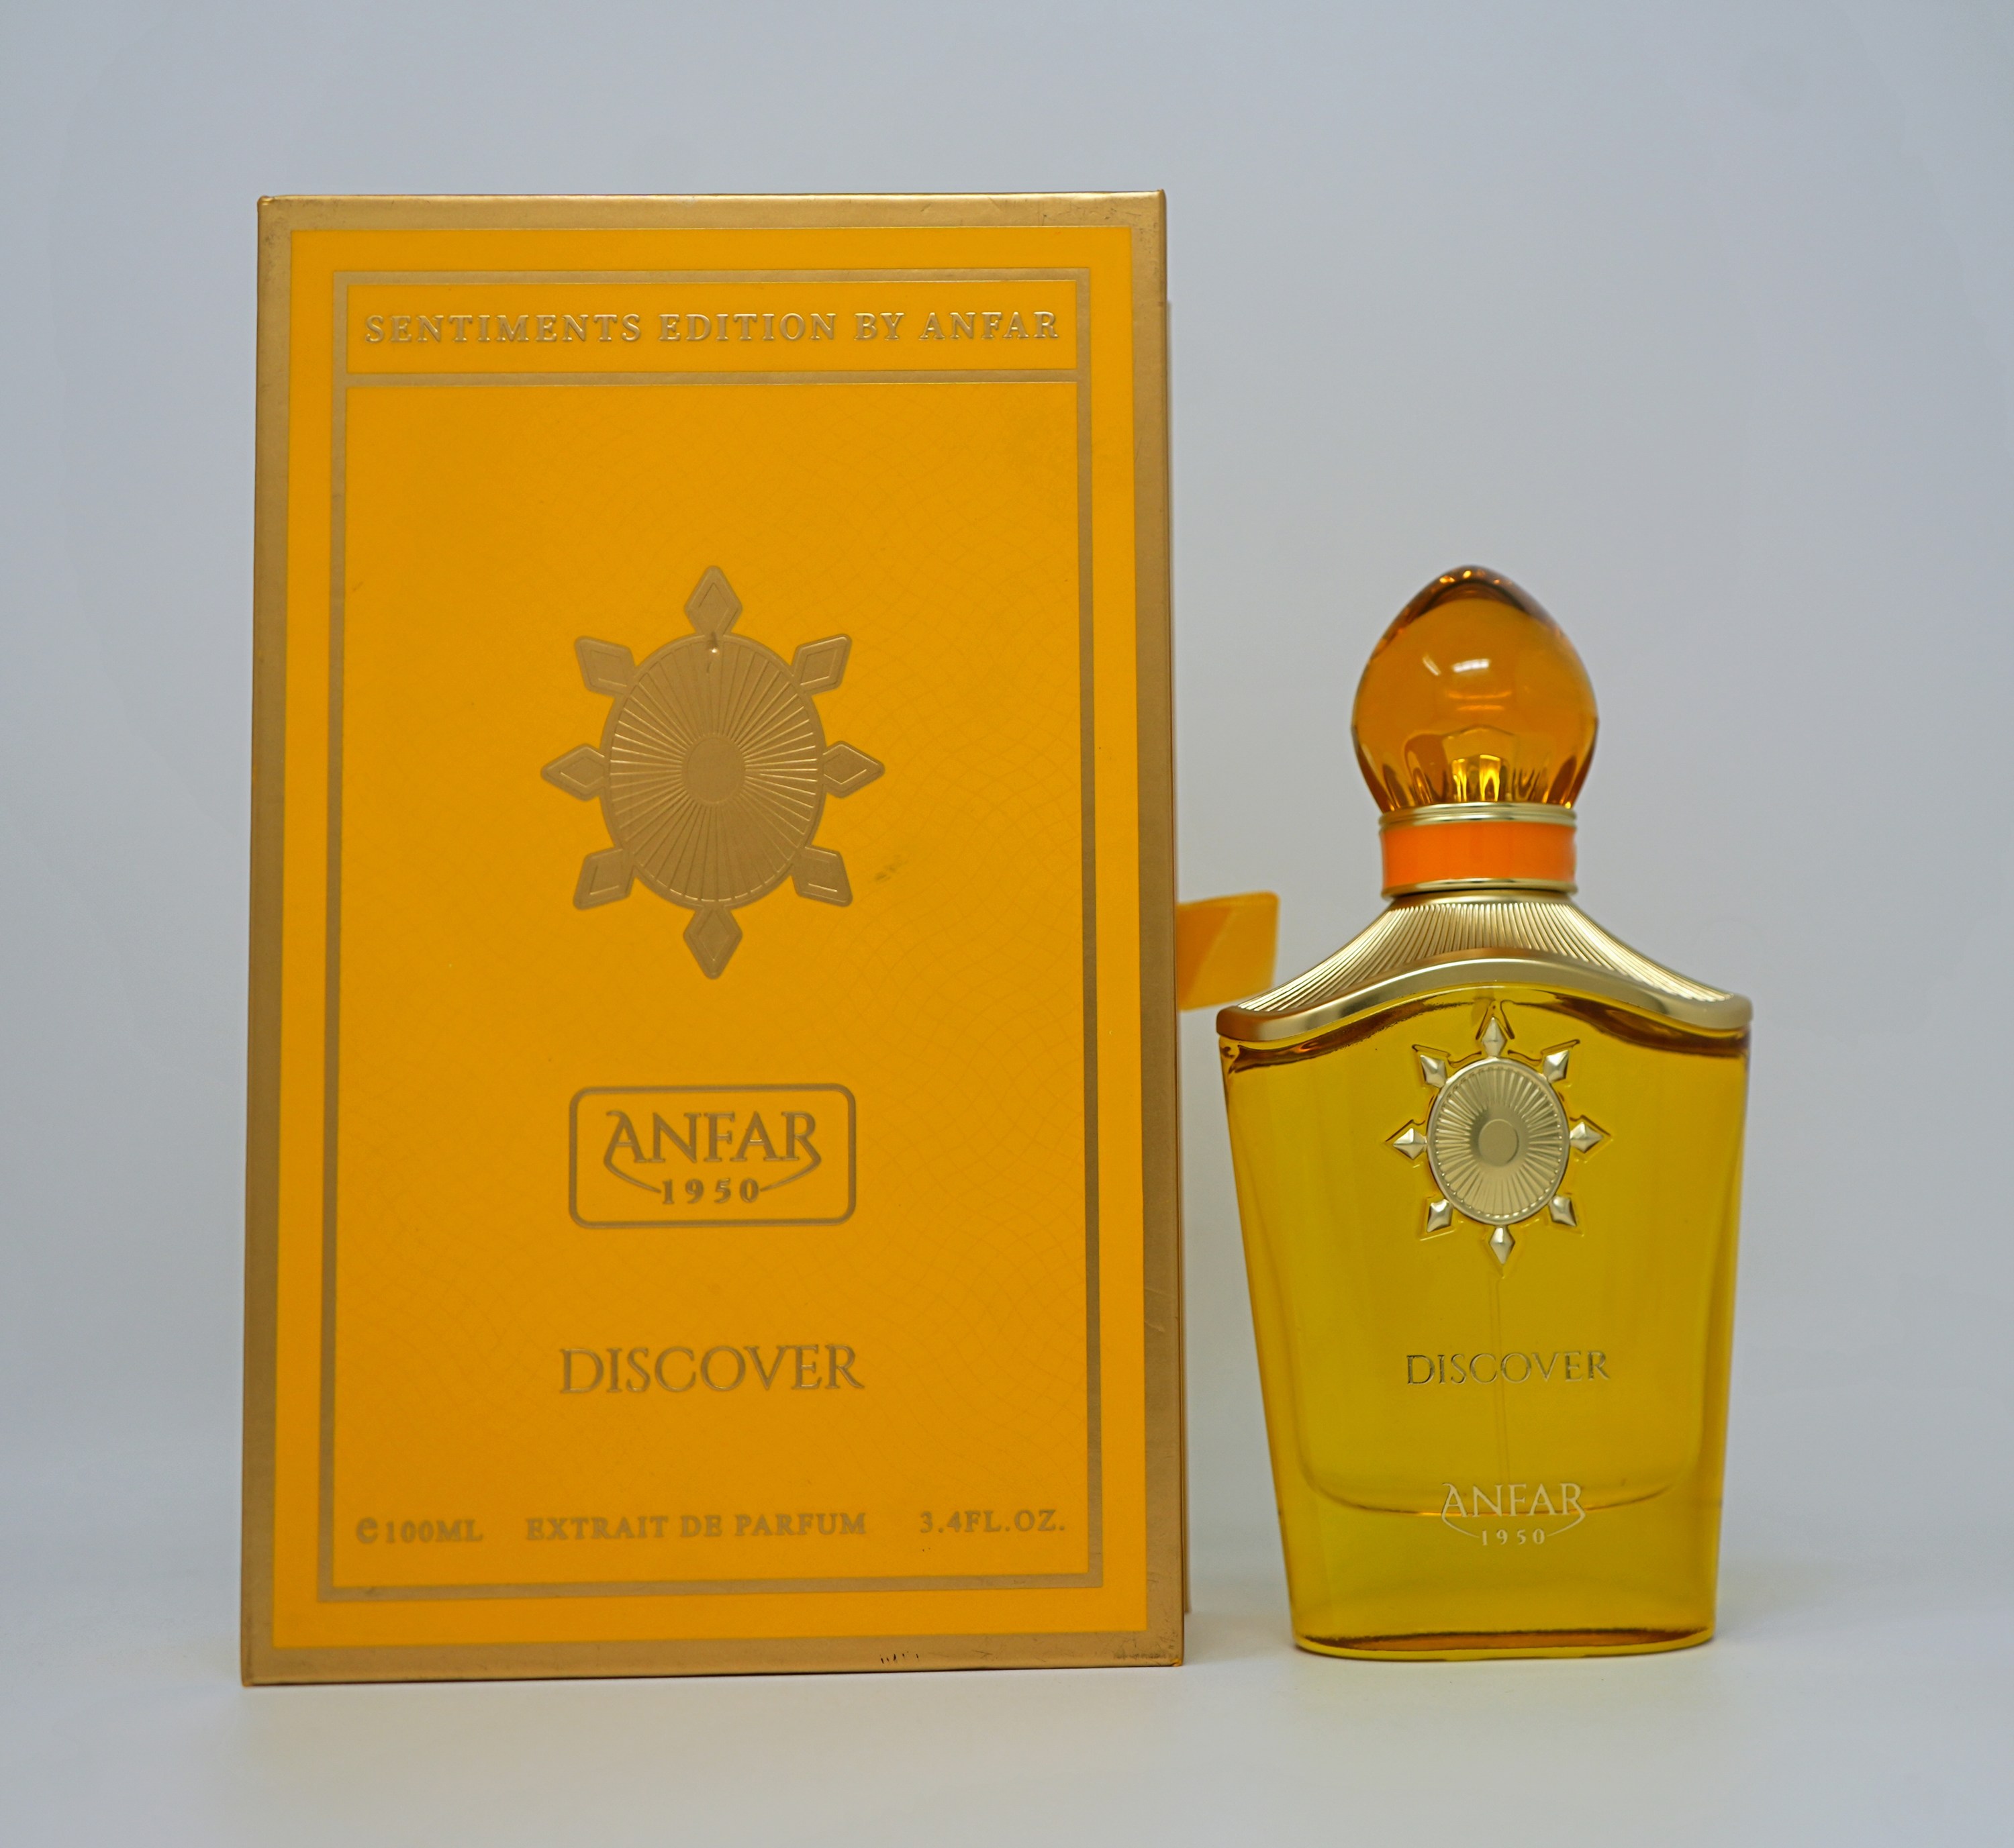 SENTIMENTS EDITION BY ANFAR
ANFAR
1950
DISCOVER
℮100ML EXTRAIT DE PARFUM 3.4FL.OZ.
DISCOVER
ANFAR
1950